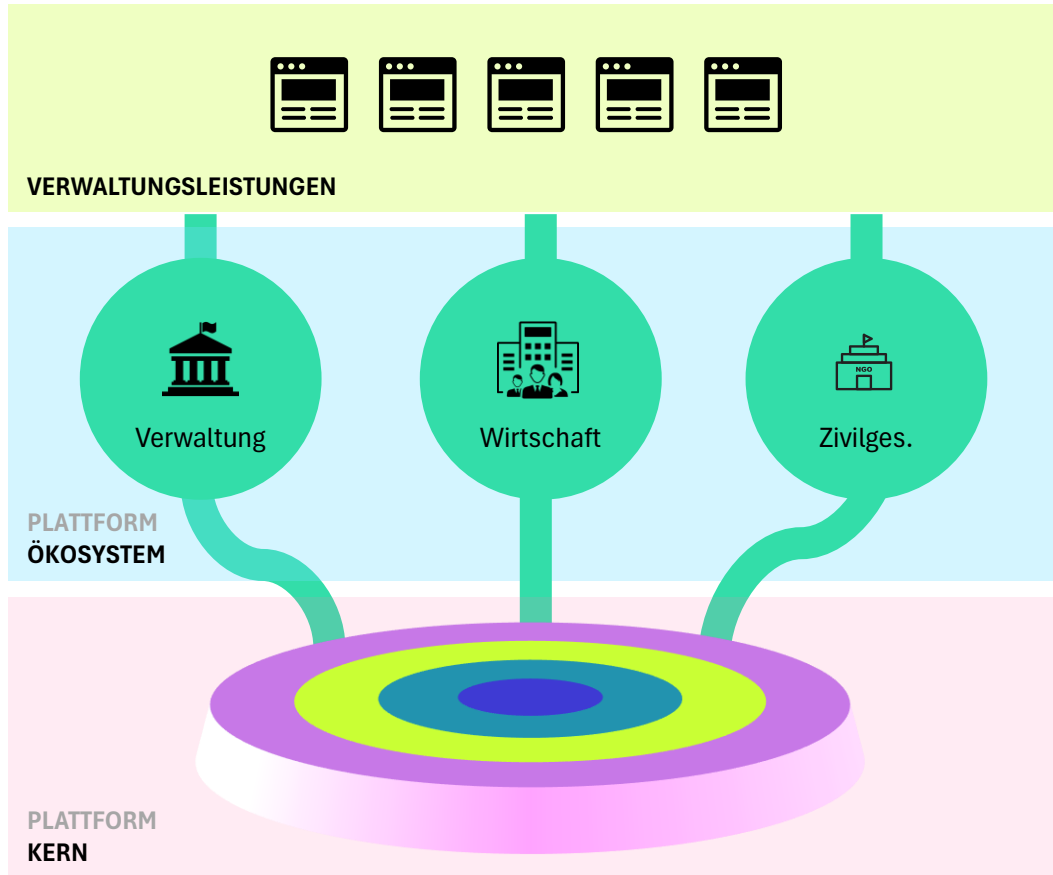 VERWALTUNGSLEISTUNGEN
Verwaltung
Wirtschaft
NGO
Zivilges.
PLATTFORM
ÖKOSYSTEM
PLATTFORM
KERN